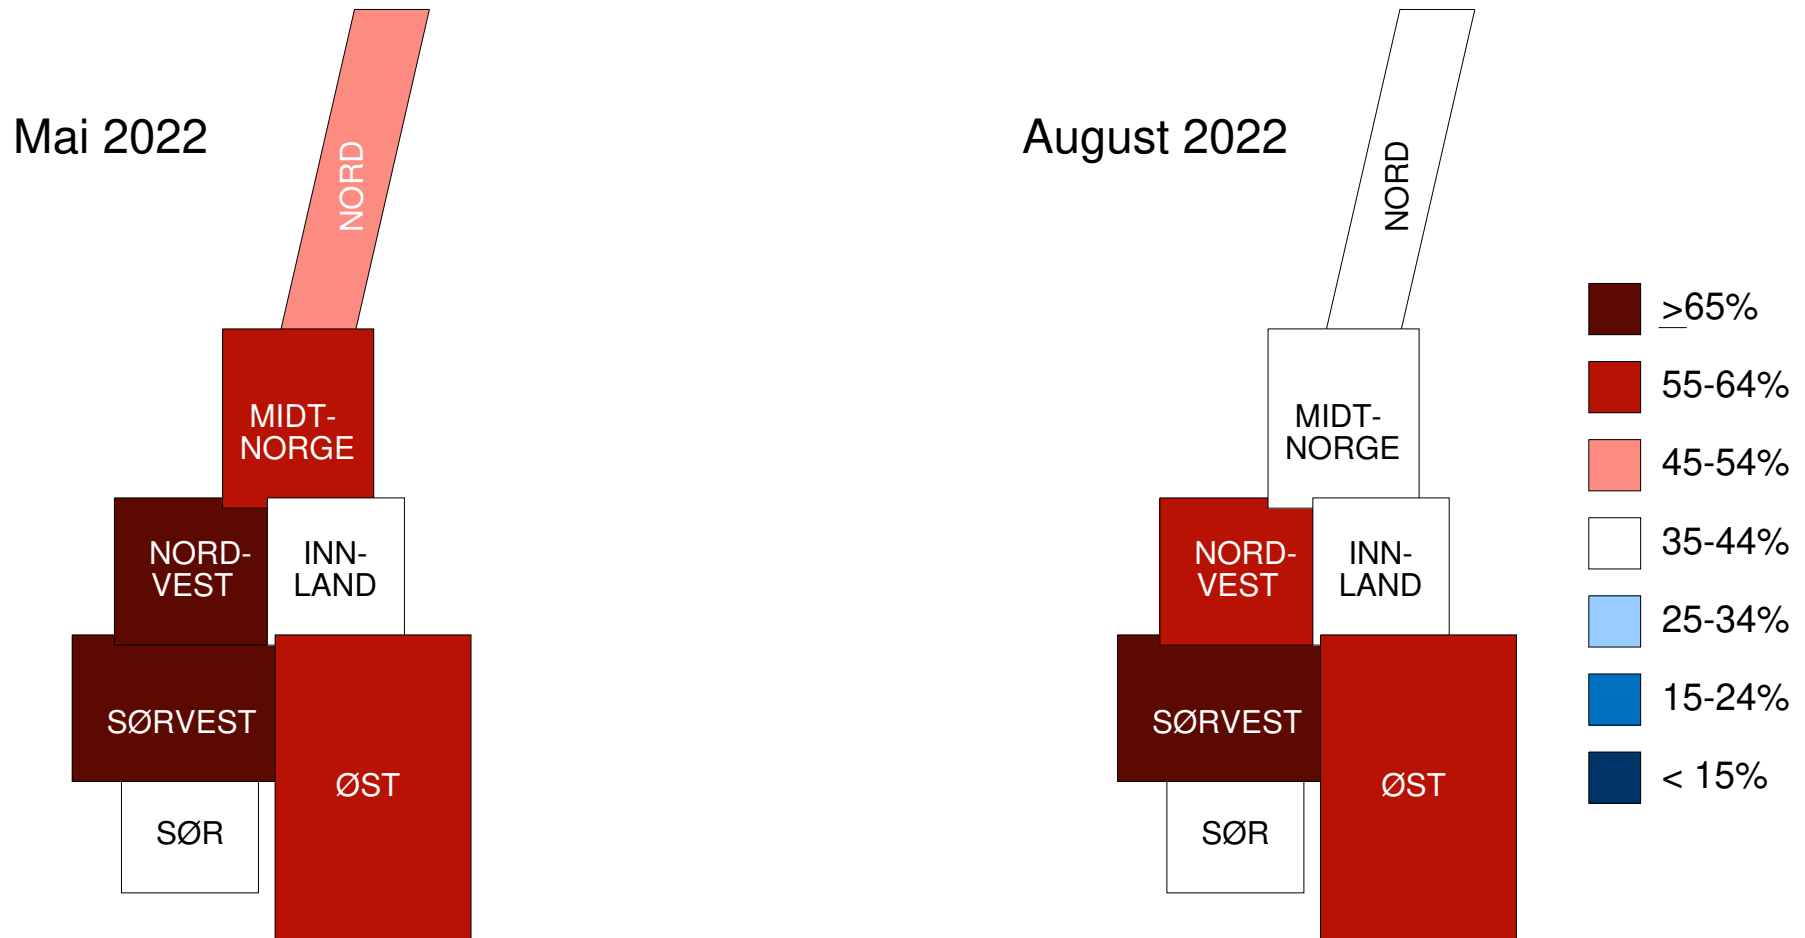 Mai 2022
NORD
MIDT-
NORGE
NORD-
VEST
INN-
LAND
SØRVEST
ØST
SØR
August 2022
NORD
MIDT-
NORGE
NORD-
VEST
INN-
LAND
SØRVEST
ØST
SØR
≥65%
55-64%
45-54%
35-44%
25-34%
15-24%
< 15%